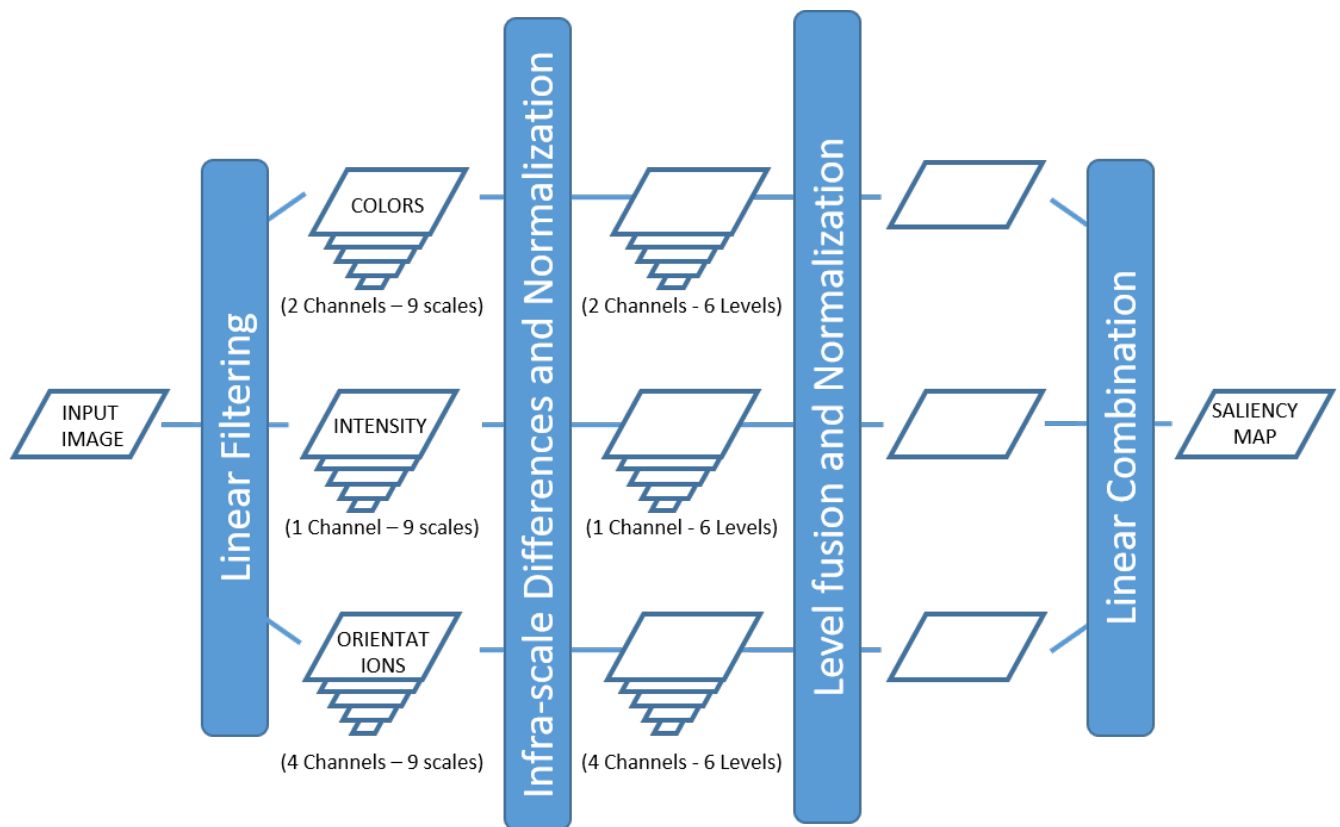 INPUT
IMAGE
Linear Filtering
COLORS
(2 Channels – 9 scales)
INTENSITY
(1 Channel – 9 scales)
ORIENTAT
IONS
(4 Channels – 9 scales)
Infra-scale Differences and Normalization
(2 Channels - 6 Levels)
(1 Channel - 6 Levels)
(4 Channels - 6 Levels)
Level fusion and Normalization
Linear Combination
SALIENCY
MAP